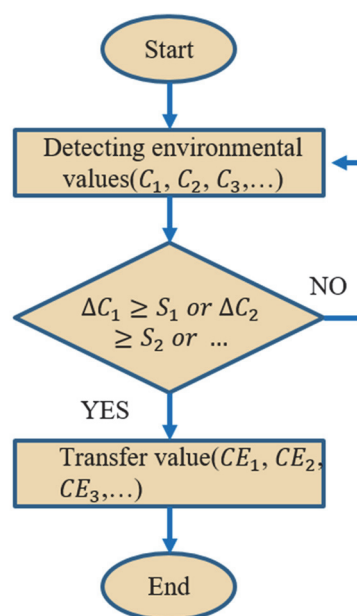 Start
Detecting environmental
values(𝐶₁, 𝐶₂, 𝐶₃,…)
Δ𝐶₁ ≥ 𝑆₁ 𝑜𝑟 Δ𝐶₂
≥ 𝑆₂ 𝑜𝑟 …
NO
YES
Transfer value(𝐶𝐸₁, 𝐶𝐸₂,
𝐶𝐸₃,…)
End